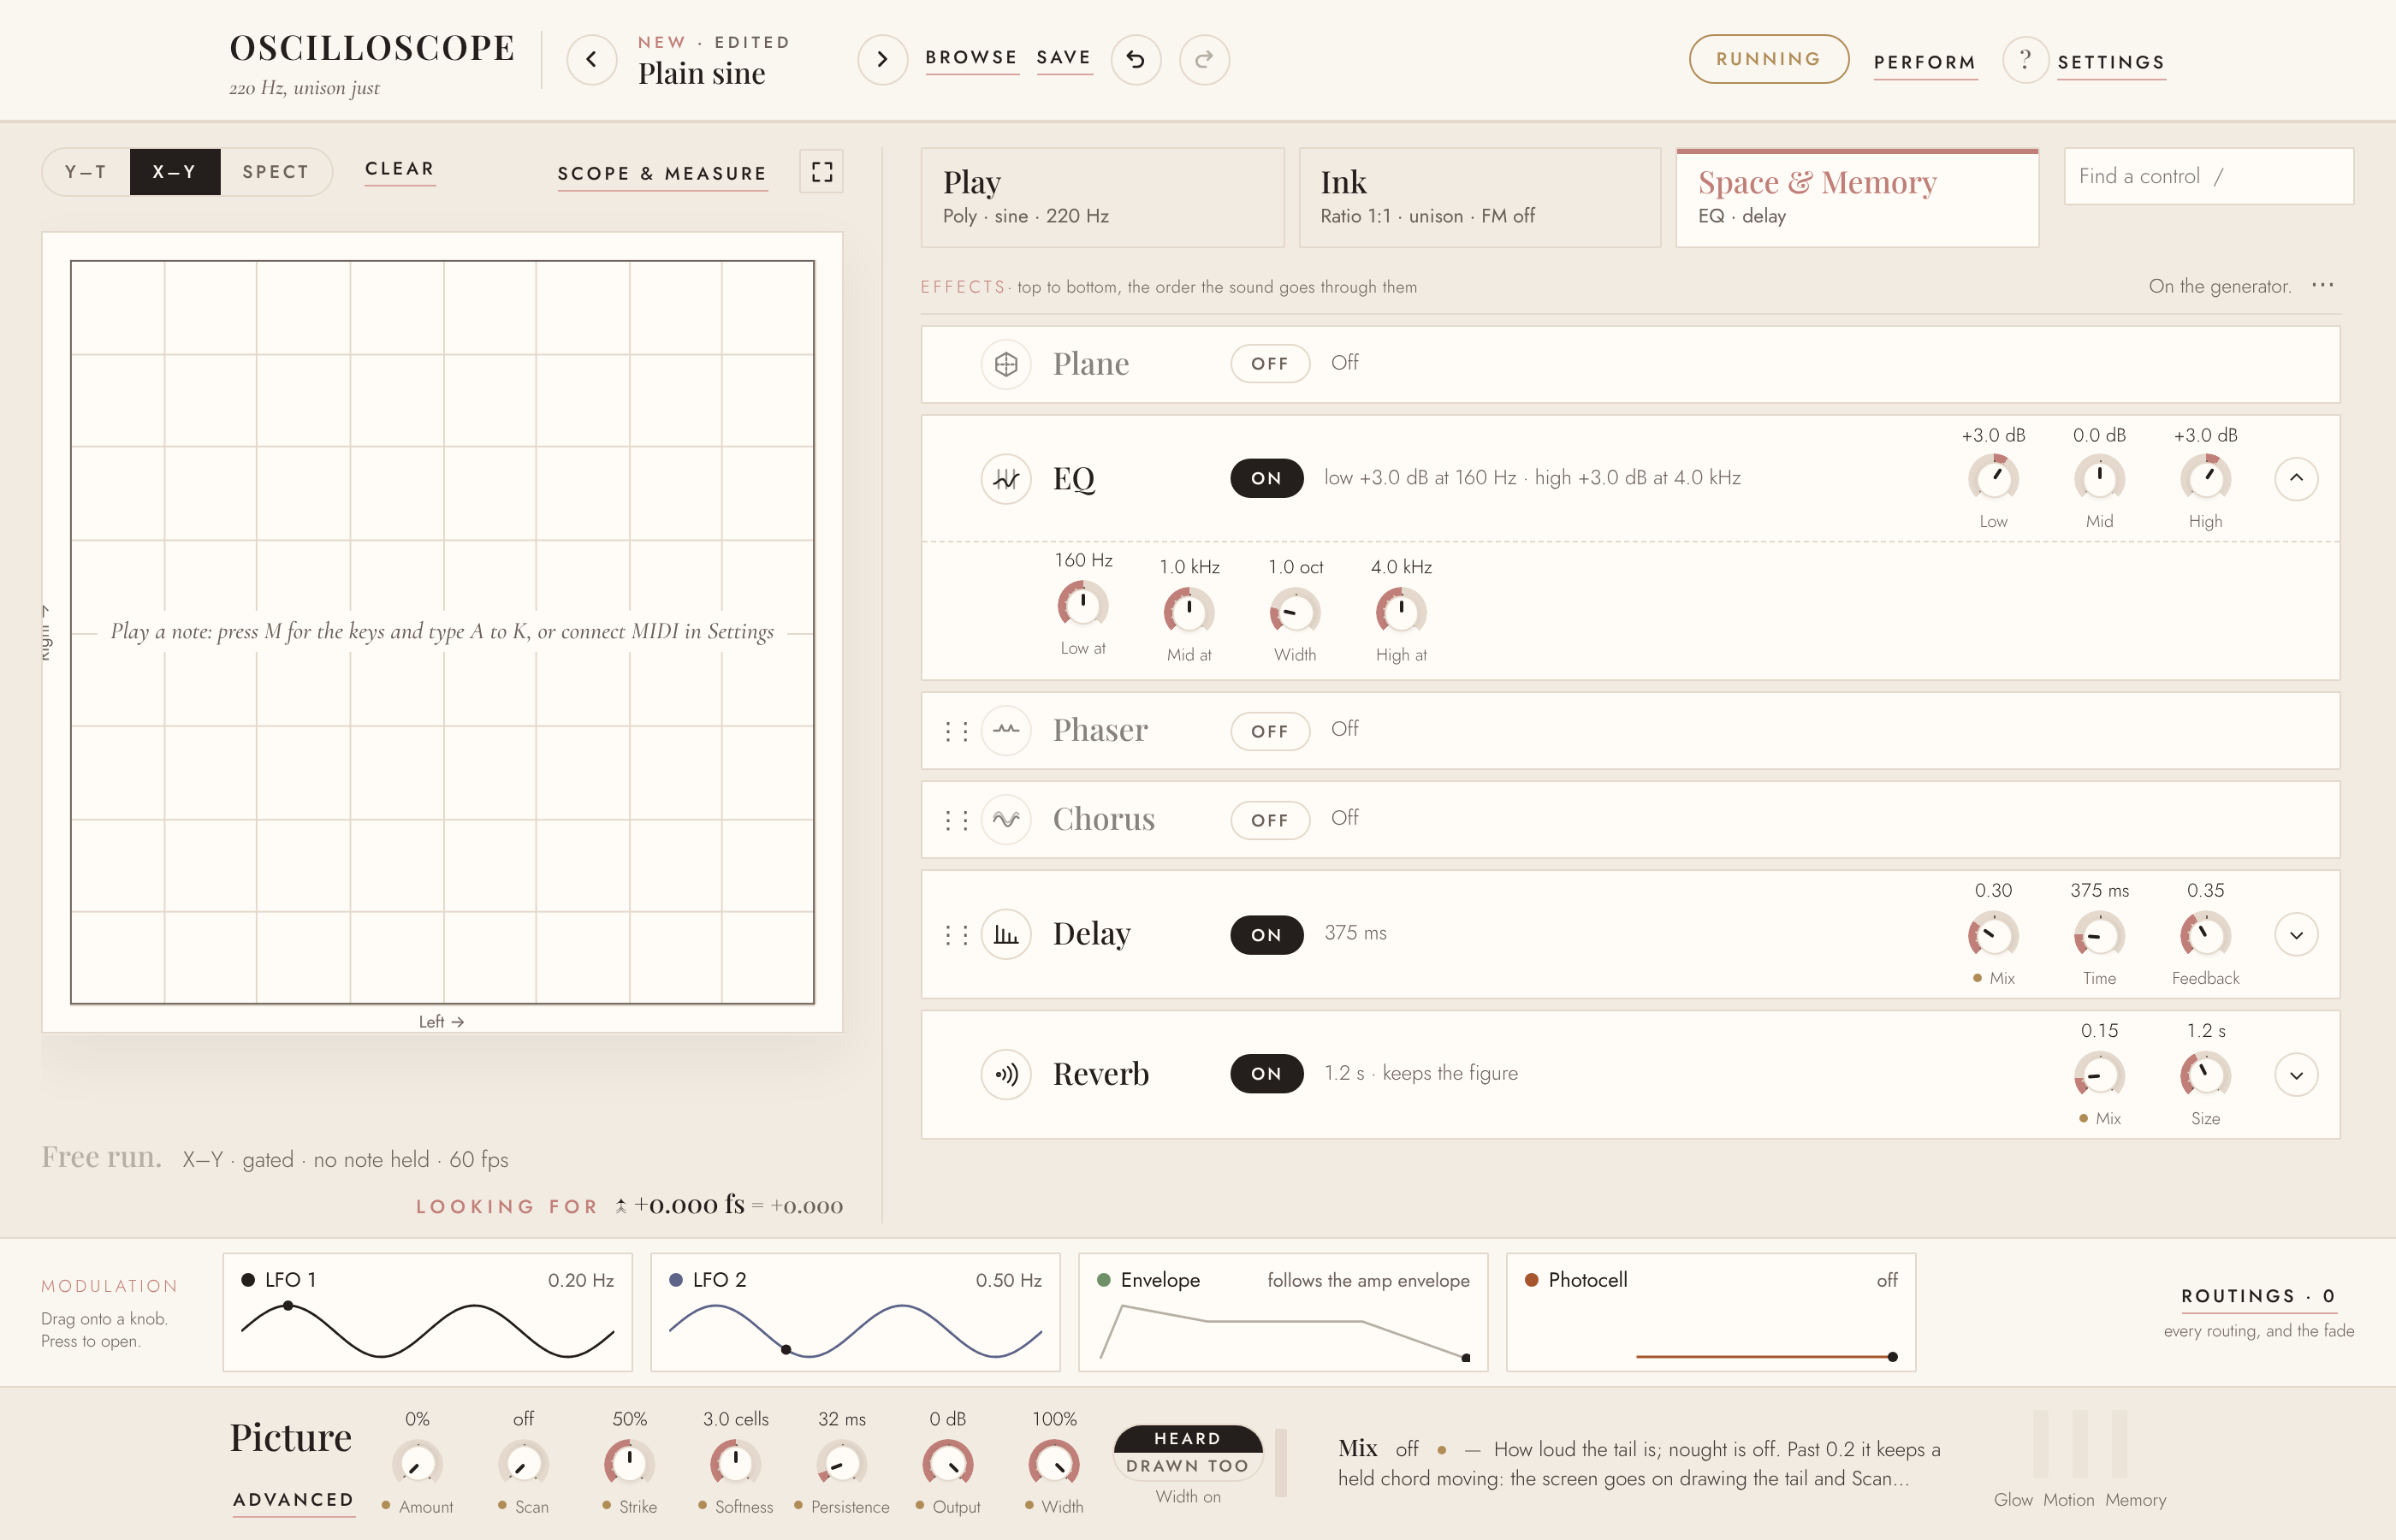 OSCILLOSCOPE
220 Hz, unison just
NEW · EDITED
Plain sine
BROWSE SAVE
RUNNING
PERFORM
?
SETTINGS
Y–T X–Y SPECT
CLEAR
SCOPE & MEASURE
Play
Poly · sine · 220 Hz
Ink
Ratio 1:1 · unison · FM off
Space & Memory
EQ · delay
Find a control /
EFFECTS · top to bottom, the order the sound goes through them
On the generator. ···
Right →
Play a note: press M for the keys and type A to K, or connect MIDI in Settings
Left →
Plane OFF Off
EQ ON low +3.0 dB at 160 Hz · high +3.0 dB at 4.0 kHz
+3.0 dB 0.0 dB +3.0 dB
Low Mid High
160 Hz 1.0 kHz 1.0 oct 4.0 kHz
Low at Mid at Width High at
Phaser OFF Off
Chorus OFF Off
Delay ON 375 ms
0.30 375 ms 0.35
Mix Time Feedback
Reverb ON 1.2 s · keeps the figure
0.15 1.2 s
Mix Size
Free run. X–Y · gated · no note held · 60 fps
LOOKING FOR +0.000 fs = +0.000
MODULATION
Drag onto a knob.
Press to open.
LFO 1 0.20 Hz
LFO 2 0.50 Hz
Envelope follows the amp envelope
Photocell off
ROUTINGS · 0
every routing, and the fade
Picture
ADVANCED
0% off 50% 3.0 cells 32 ms 0 dB 100%
Amount Scan Strike Softness Persistence Output Width
HEARD
DRAWN TOO
Width on
Mix off — How loud the tail is; nought is off. Past 0.2 it keeps a
held chord moving: the screen goes on drawing the tail and Scan...
Glow Motion Memory